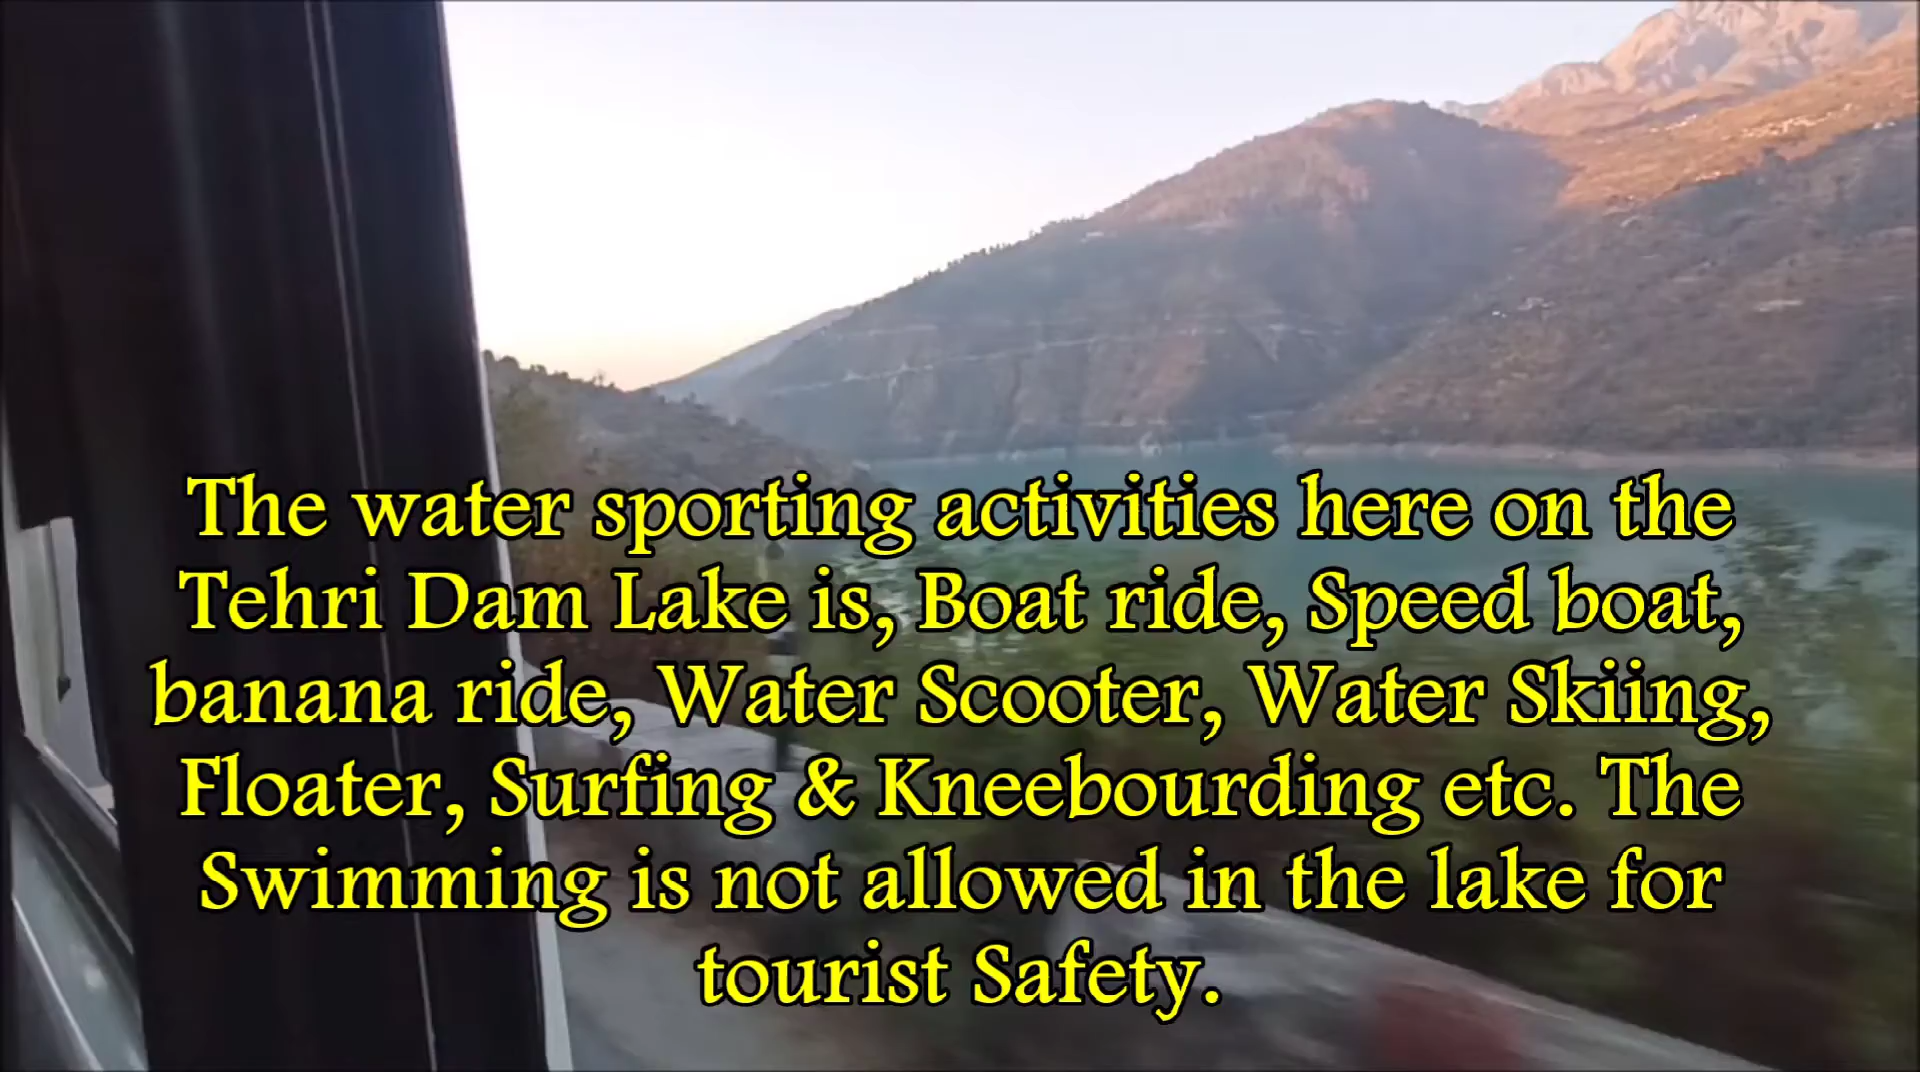 The water sporting activities here on the
Tehri Dam Lake is, Boat ride, Speed boat,
banana ride, Water Scooter, Water Skiing,
Floater, Surfing & Kneebourding etc. The
Swimming is not allowed in the lake for
tourist Safety.